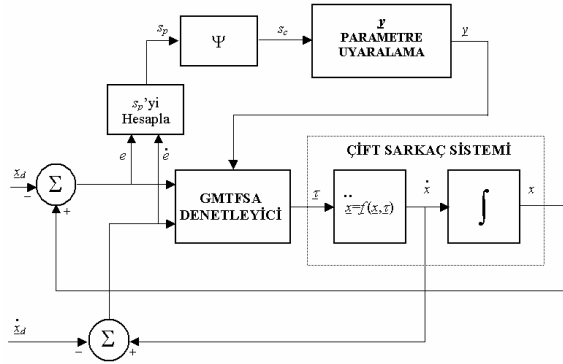 s_p
Ψ
s_c
y
PARAMETRE
UYARALAMA
y
s_p'yi
Hesapla
e
ė
ÇİFT SARKAÇ SİSTEMİ
x_d
Σ
−
+
GMTFSA
DENETLEYİCİ
τ
ẍ=f(x,τ)
ẋ
∫
x
ẋ_d
Σ
−
+